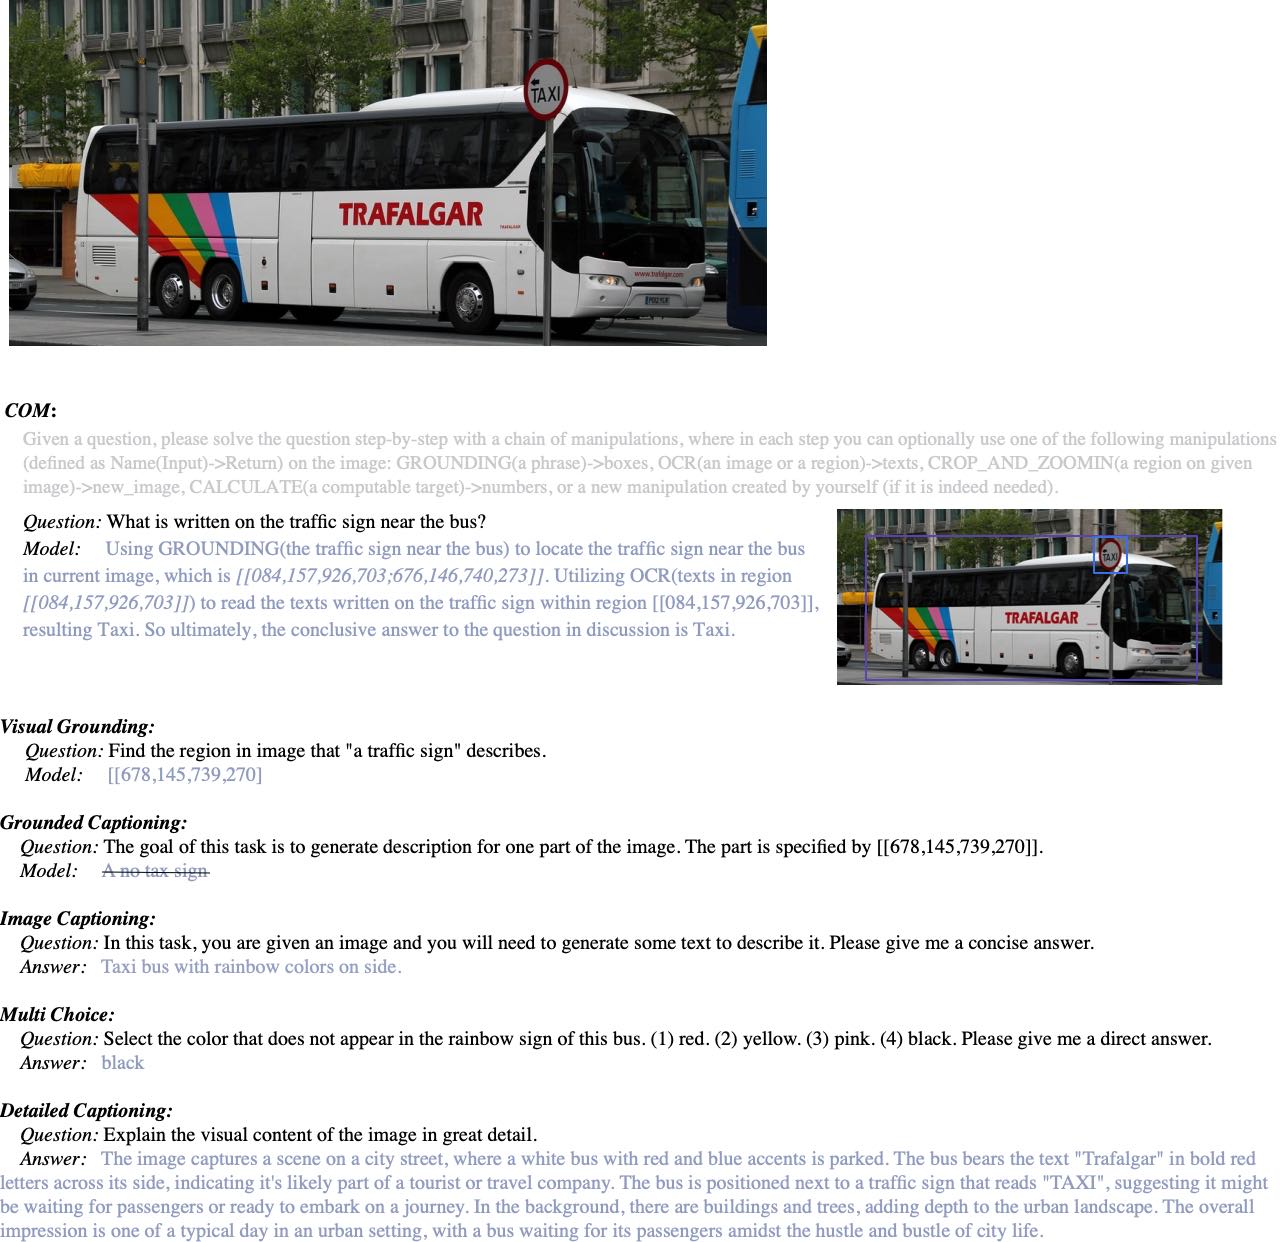 TAXI
TRAFALGAR
TRAFALGAR
www.trafalgar.com
COM:
Given a question, please solve the question step-by-step with a chain of manipulations, where in each step you can optionally use one of the following manipulations
(defined as Name(Input)->Return) on the image: GROUNDING(a phrase)->boxes, OCR(an image or a region)->texts, CROP_AND_ZOOMIN(a region on given
image)->new_image, CALCULATE(a computable target)->numbers, or a new manipulation created by yourself (if it is indeed needed).
Question: What is written on the traffic sign near the bus?
Model: Using GROUNDING(the traffic sign near the bus) to locate the traffic sign near the bus
in current image, which is [[084,157,926,703;676,146,740,273]]. Utilizing OCR(texts in region
[[084,157,926,703]]) to read the texts written on the traffic sign within region [[084,157,926,703]],
resulting Taxi. So ultimately, the conclusive answer to the question in discussion is Taxi.
TAXI
TRAFALGAR
Visual Grounding:
Question: Find the region in image that "a traffic sign" describes.
Model: [[678,145,739,270]
Grounded Captioning:
Question: The goal of this task is to generate description for one part of the image. The part is specified by [[678,145,739,270]].
Model: A no tax sign
Image Captioning:
Question: In this task, you are given an image and you will need to generate some text to describe it. Please give me a concise answer.
Answer: Taxi bus with rainbow colors on side.
Multi Choice:
Question: Select the color that does not appear in the rainbow sign of this bus. (1) red. (2) yellow. (3) pink. (4) black. Please give me a direct answer.
Answer: black
Detailed Captioning:
Question: Explain the visual content of the image in great detail.
Answer: The image captures a scene on a city street, where a white bus with red and blue accents is parked. The bus bears the text "Trafalgar" in bold red
letters across its side, indicating it's likely part of a tourist or travel company. The bus is positioned next to a traffic sign that reads "TAXI", suggesting it might
be waiting for passengers or ready to embark on a journey. In the background, there are buildings and trees, adding depth to the urban landscape. The overall
impression is one of a typical day in an urban setting, with a bus waiting for its passengers amidst the hustle and bustle of city life.